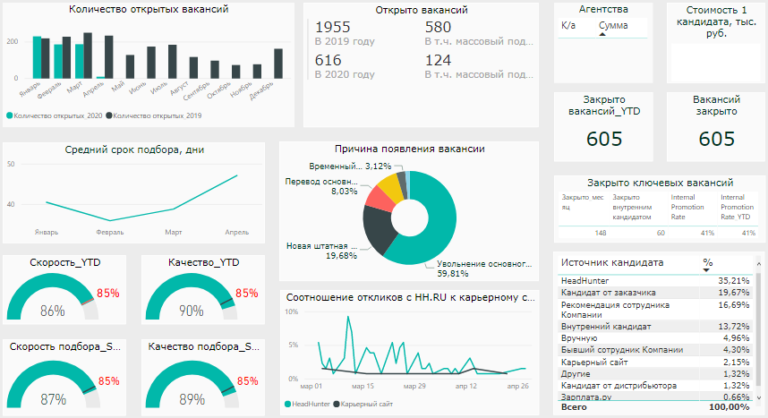 Количество открытых вакансий
200
0
Январь
Февраль
Март
Апрель
Май
Июнь
Июль
Август
Сентябрь
Октябрь
Ноябрь
Декабрь
Количество открытых_2020
Количество открытых_2019
Открыто вакансий
1955
В 2019 году
580
В т.ч. массовый под...
616
В 2020 году
124
В т.ч. массовый под...
Агентства
К/а
Сумма
Стоимость 1
кандидата, тыс.
руб.
Закрыто
вакансий_YTD
605
Вакансий
закрыто
605
Средний срок подбора, дни
50
40
Январь
Февраль
Март
Апрель
Причина появления вакансии
Временный...
3,12%
Перевод основн...
8,03%
Новая штатная ...
19,68%
Увольнение основног...
59,81%
Закрыто ключевых вакансий
Закрыто мес
яц
Закрыто
внутренним
кандидатом
Internal
Promotion
Rate
Internal
Promotion
Rate YTD
148
60
41%
41%
Скорость_YTD
85%
86%
Качество_YTD
85%
90%
Скорость подбора_S...
85%
87%
Качество подбора_S...
85%
89%
Соотношение откликов с HH.RU к карьерному с...
10%
5%
0%
мар 01
мар 15
мар 29
апр 12
апр 26
HeadHunter
Карьерный сайт
Источник кандидата
%
HeadHunter 35,21%
Кандидат от заказчика 19,67%
Рекомендация сотрудника 16,69%
Компании
Внутренний кандидат 13,72%
Вручную 4,96%
Бывший сотрудник Компании 4,30%
Карьерный сайт 2,15%
Другие 1,32%
Кандидат от дистрибьютора 1,32%
Зарплата.ру 0,66%
Всего 100,00%